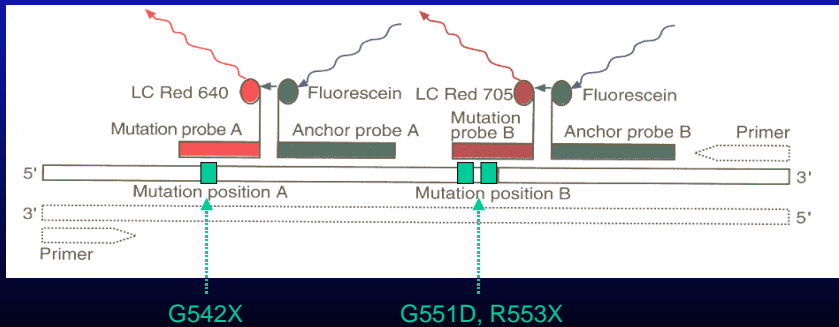 LC Red 640
Fluorescein
LC Red 705
Fluorescein
Mutation probe A
Anchor probe A
Mutation
probe B
Anchor probe B
Primer
5'
3'
Mutation position A
Mutation position B
3'
5'
Primer
G542X
G551D, R553X